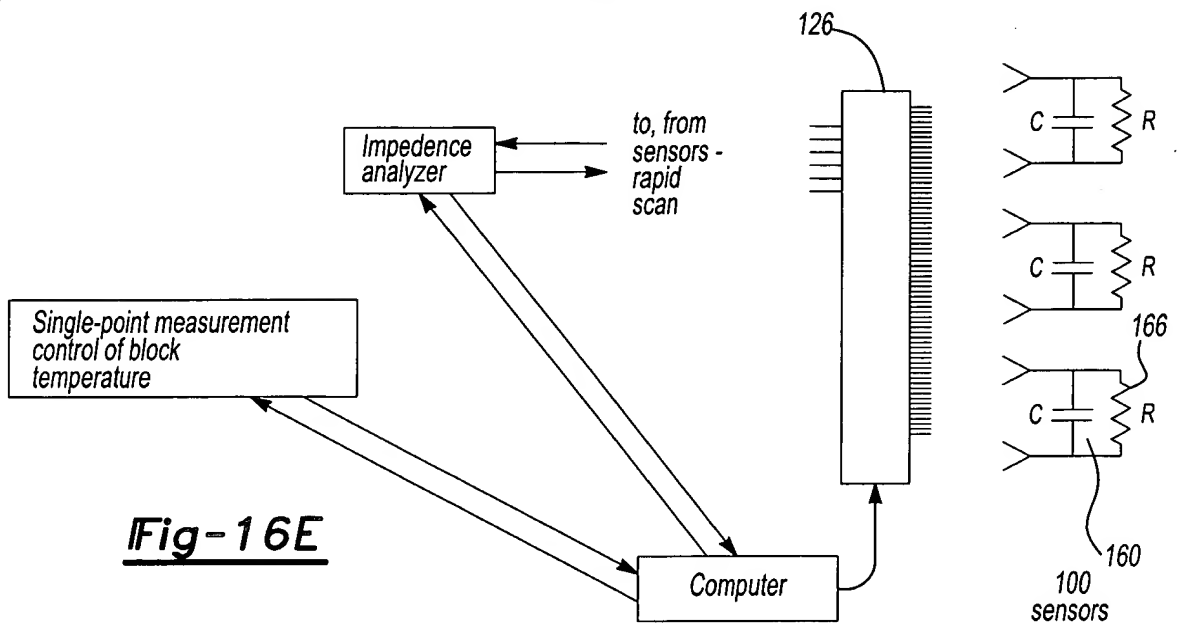 126
Impedence
analyzer
to, from
sensors -
rapid
scan
C
R
C
R
Single-point measurement
control of block
temperature
166
C
R
Fig-16E
Computer
160
100
sensors